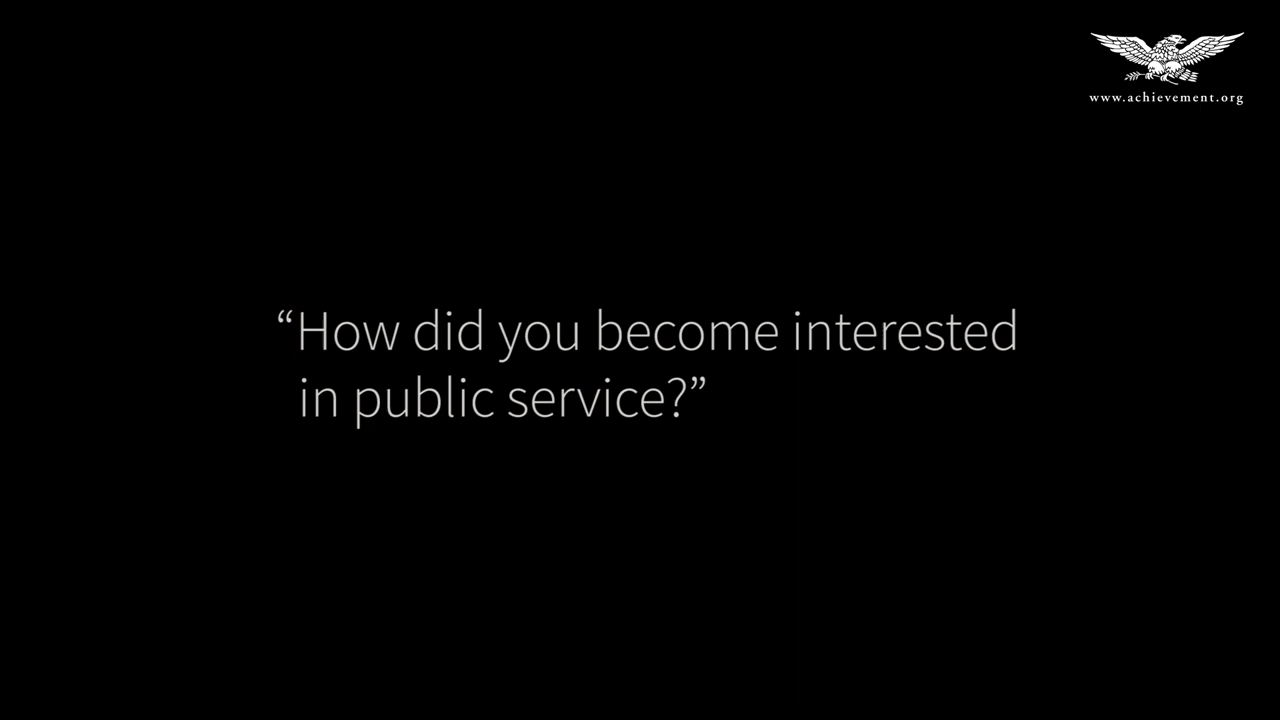 www.achievement.org
“How did you become interested
in public service?”